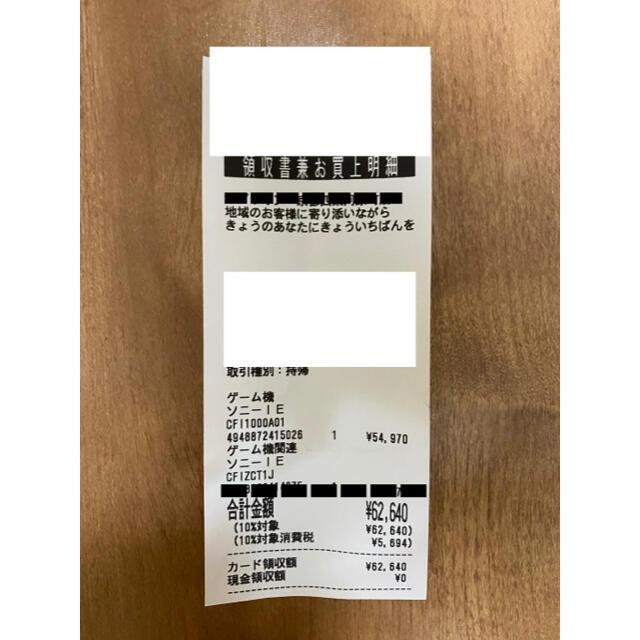 領収書兼お買上明細
地域のお客様に寄り添いながら
きょうのあなたにきょういちばんを
取引種別：持帰
ゲーム機
ソニーIE
CFI1000A01
4948872415026 1 ¥54,970
ゲーム機関連
ソニーIE
CFIZCT1J
合計金額 ¥62,640
(10%対象 ¥62,640)
(10%対象消費税 ¥5,694)
カード領収額 ¥62,640
現金領収額 ¥0